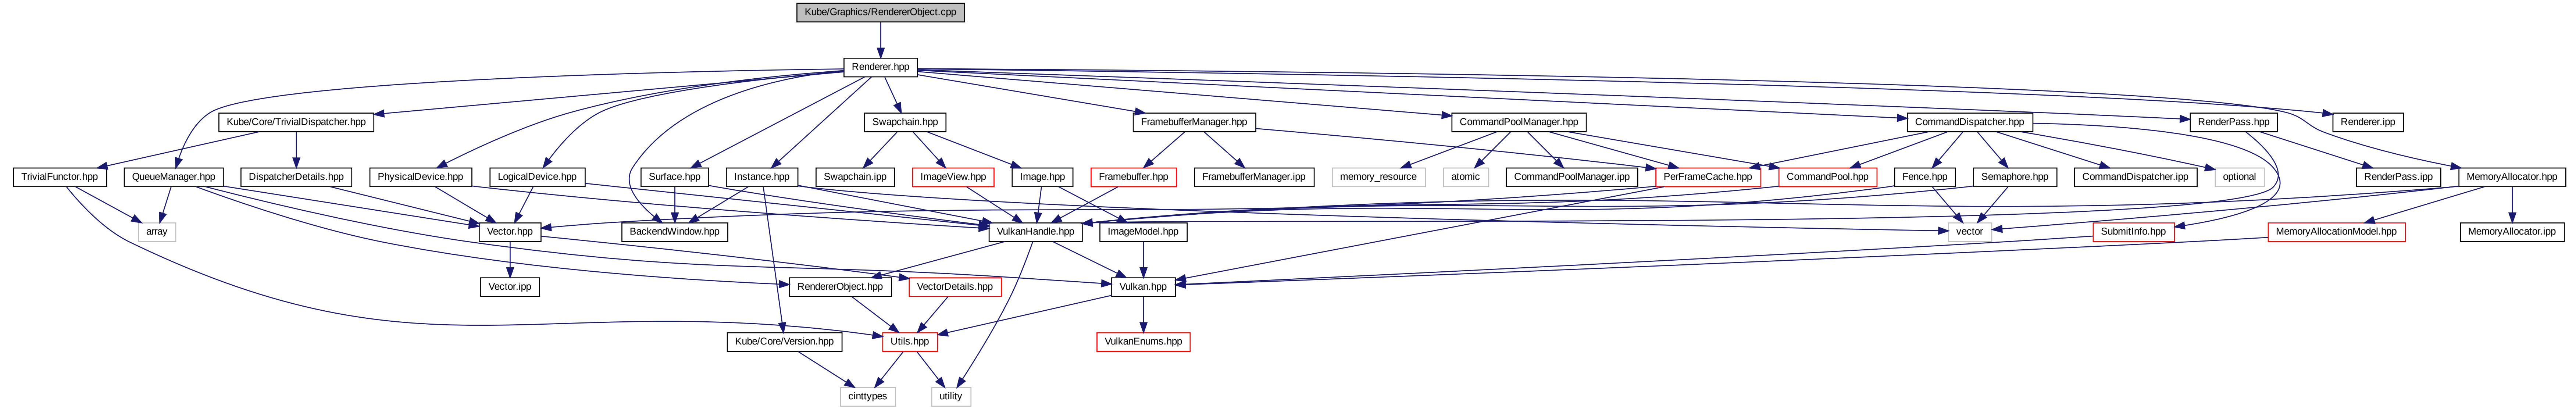 Kube/Graphics/RendererObject.cpp
Renderer.hpp
Kube/Core/TrivialDispatcher.hpp
Swapchain.hpp
FramebufferManager.hpp
CommandPoolManager.hpp
CommandDispatcher.hpp
RenderPass.hpp
Renderer.ipp
TrivialFunctor.hpp
QueueManager.hpp
DispatcherDetails.hpp
PhysicalDevice.hpp
LogicalDevice.hpp
Surface.hpp
Instance.hpp
Swapchain.ipp
ImageView.hpp
Image.hpp
Framebuffer.hpp
FramebufferManager.ipp
memory_resource
atomic
CommandPoolManager.ipp
PerFrameCache.hpp
CommandPool.hpp
Fence.hpp
Semaphore.hpp
CommandDispatcher.ipp
optional
RenderPass.ipp
MemoryAllocator.hpp
array
Vector.hpp
BackendWindow.hpp
VulkanHandle.hpp
ImageModel.hpp
vector
SubmitInfo.hpp
MemoryAllocationModel.hpp
MemoryAllocator.ipp
Vector.ipp
RendererObject.hpp
VectorDetails.hpp
Vulkan.hpp
Kube/Core/Version.hpp
Utils.hpp
VulkanEnums.hpp
cinttypes
utility